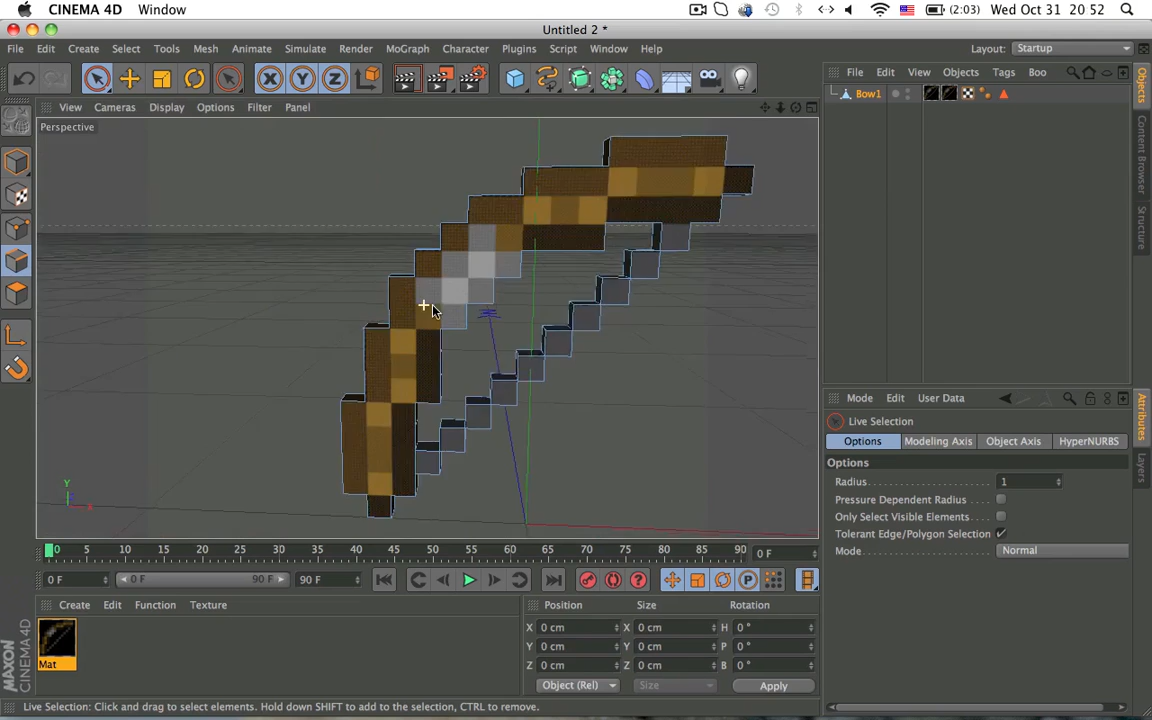 CINEMA 4D Window (2:03) Wed Oct 31 20 52
Untitled 2 *
File Edit Create Select Tools Mesh Animate Simulate Render MoGraph Character Plugins Script Window Help Layout: Startup
X Y Z
File Edit View Objects Tags Boo
Bow1
View Cameras Display Options Filter Panel
Perspective
Objects
Content Browser
Structure
Y
X
Mode Edit User Data
Live Selection
Options Modeling Axis Object Axis HyperNURBS
Options
Radius 1
Pressure Dependent Radius
Only Select Visible Elements
Tolerant Edge/Polygon Selection
Mode Normal
Attributes
Layers
0 5 10 15 20 25 30 35 40 45 50 55 60 65 70 75 80 85 90 0 F
0 F 0 F 90 F 90 F P
Create Edit Function Texture
Mat
Position Size Rotation
X 0 cm X 0 cm H 0 °
Y 0 cm Y 0 cm P 0 °
Z 0 cm Z 0 cm B 0 °
Object (Rel) Size Apply
MAXON CINEMA 4D
Live Selection: Click and drag to select elements. Hold down SHIFT to add to the selection, CTRL to remove.